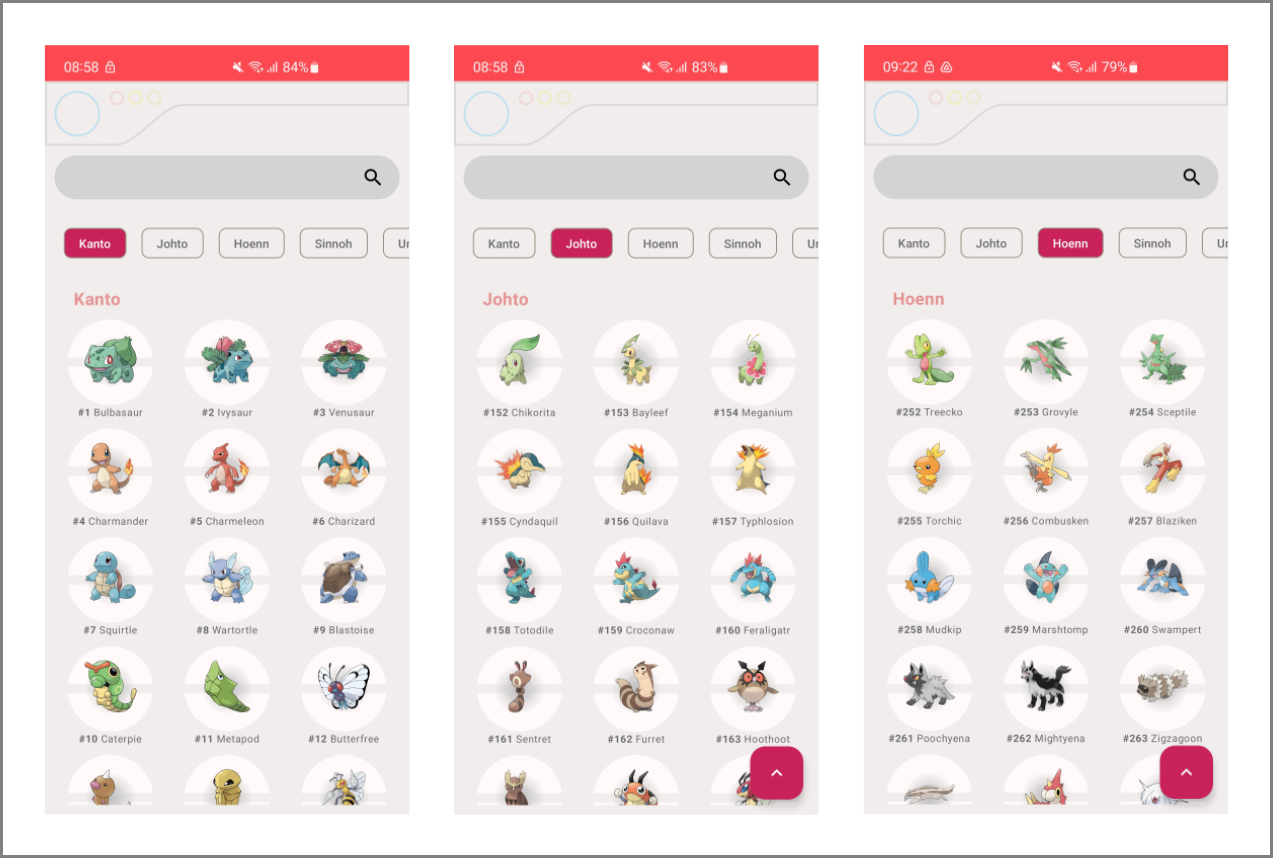 08:58 84%
Kanto Johto Hoenn Sinnoh Un
Kanto
#1 Bulbasaur #2 Ivysaur #3 Venusaur
#4 Charmander #5 Charmeleon #6 Charizard
#7 Squirtle #8 Wartortle #9 Blastoise
#10 Caterpie #11 Metapod #12 Butterfree
08:58 83%
Kanto Johto Hoenn Sinnoh Un
Johto
#152 Chikorita #153 Bayleef #154 Meganium
#155 Cyndaquil #156 Quilava #157 Typhlosion
#158 Totodile #159 Croconaw #160 Feraligatr
#161 Sentret #162 Furret #163 Hoothoot
09:22 79%
Kanto Johto Hoenn Sinnoh Un
Hoenn
#252 Treecko #253 Grovyle #254 Sceptile
#255 Torchic #256 Combusken #257 Blaziken
#258 Mudkip #259 Marshtomp #260 Swampert
#261 Poochyena #262 Mightyena #263 Zigzagoon